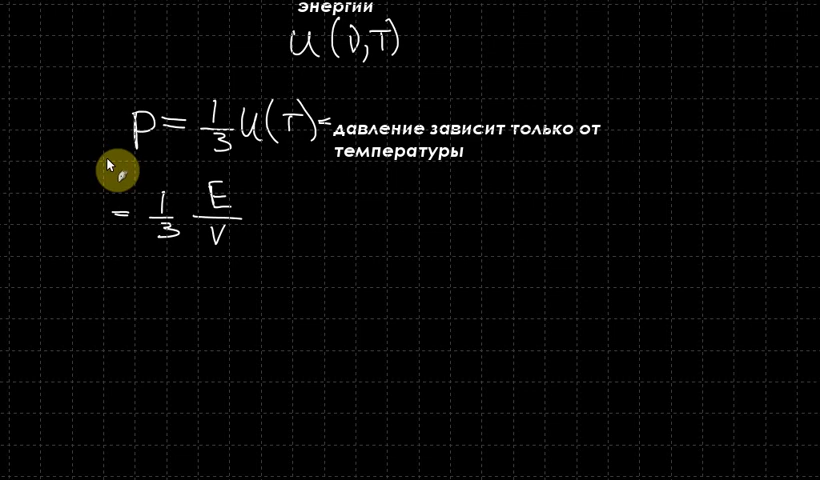 энергии
u(ν,T)
p = 1/3 u(T) =
давление зависит только от
температуры
= 1/3 E/V